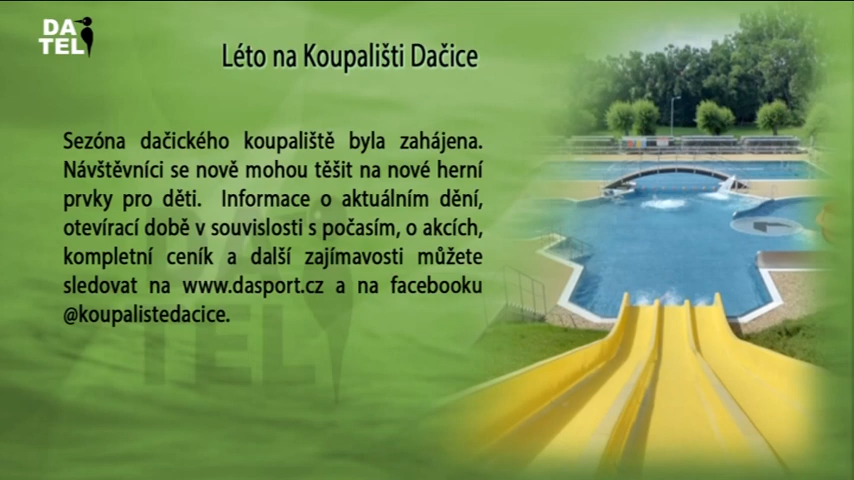 DA
TEL
Léto na Koupališti Dačice
Sezóna dačického koupaliště byla zahájena.
Návštěvníci se nově mohou těšit na nové herní
prvky pro děti. Informace o aktuálním dění,
otevírací době v souvislosti s počasím, o akcích,
kompletní ceník a další zajímavosti můžete
sledovat na www.dasport.cz a na facebooku
@koupalistedacice.
DA
TEL